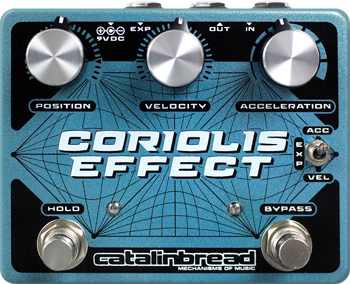 9VDC EXP OUT IN
POSITION VELOCITY ACCELERATION
CORIOLIS
EFFECT
ACC
EXP
VEL
HOLD BYPASS
catalinbread
MECHANISMS OF MUSIC